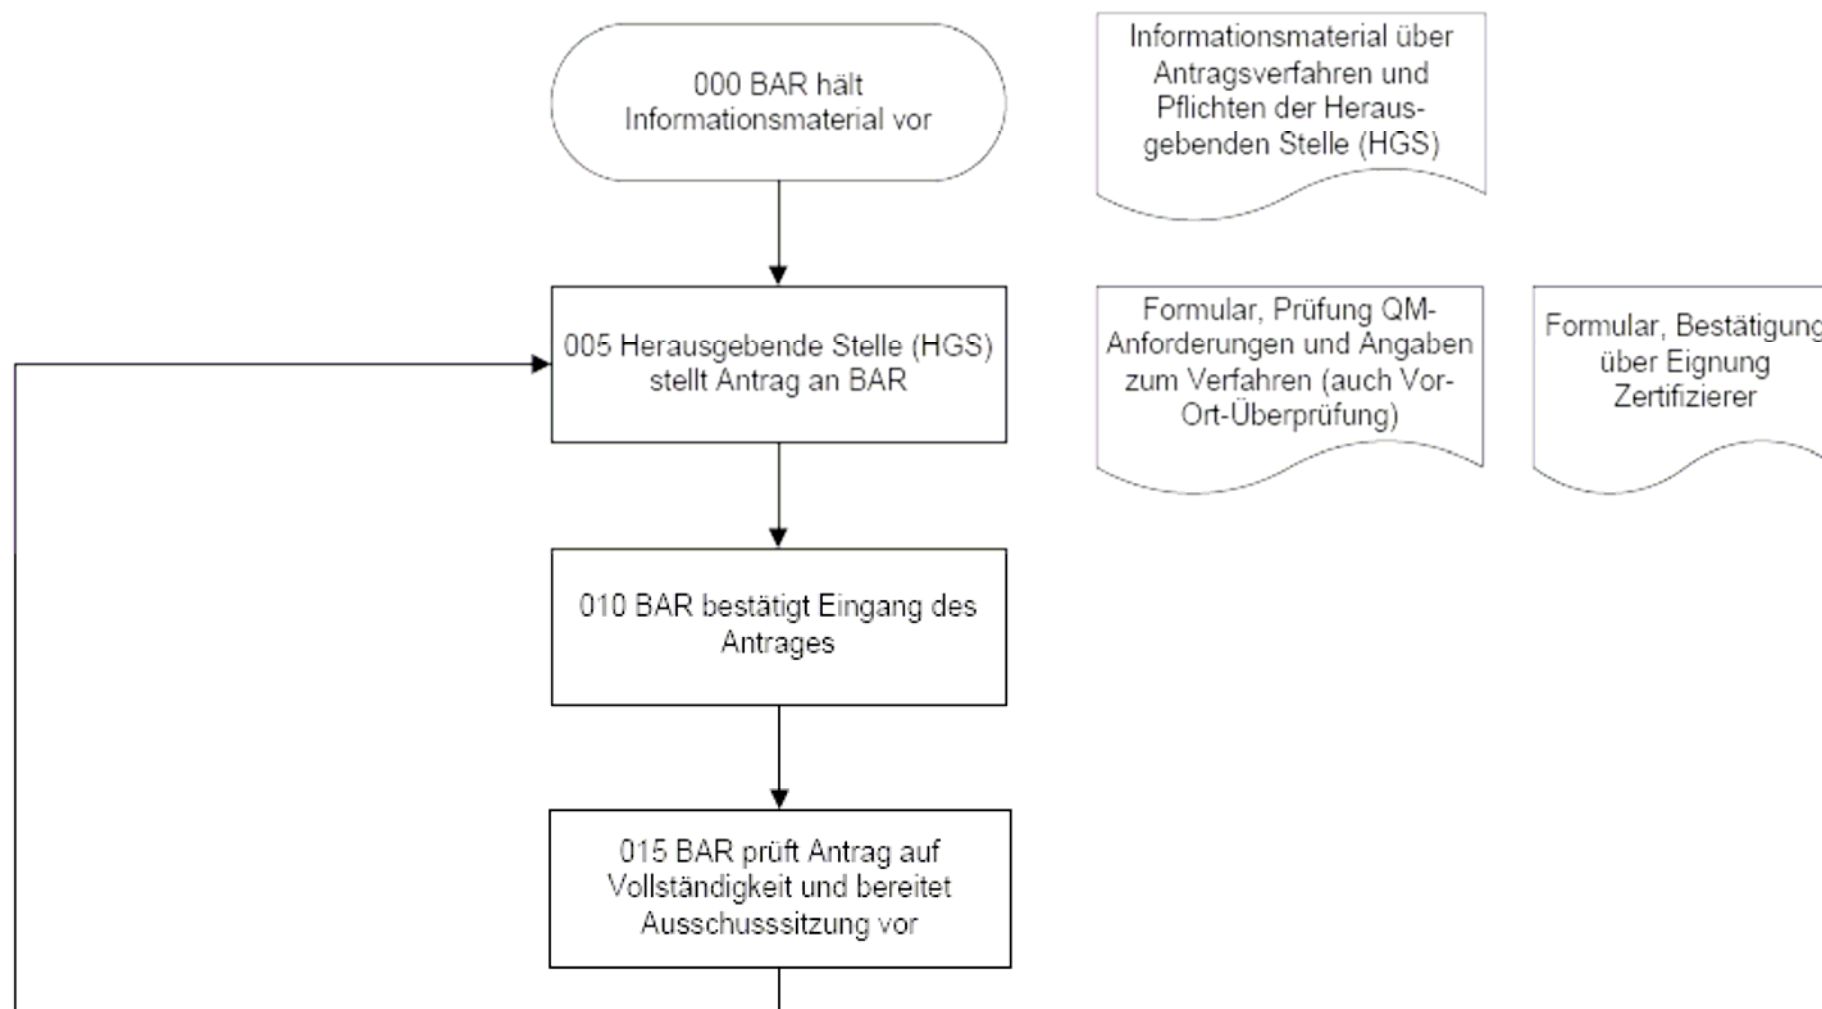 000 BAR hält
Informationsmaterial vor
Informationsmaterial über
Antragsverfahren und
Pflichten der Heraus-
gebenden Stelle (HGS)
005 Herausgebende Stelle (HGS)
stellt Antrag an BAR
Formular, Prüfung QM-
Anforderungen und Angaben
zum Verfahren (auch Vor-
Ort-Überprüfung)
Formular, Bestätigung
über Eignung
Zertifizierer
010 BAR bestätigt Eingang des
Antrages
015 BAR prüft Antrag auf
Vollständigkeit und bereitet
Ausschusssitzung vor